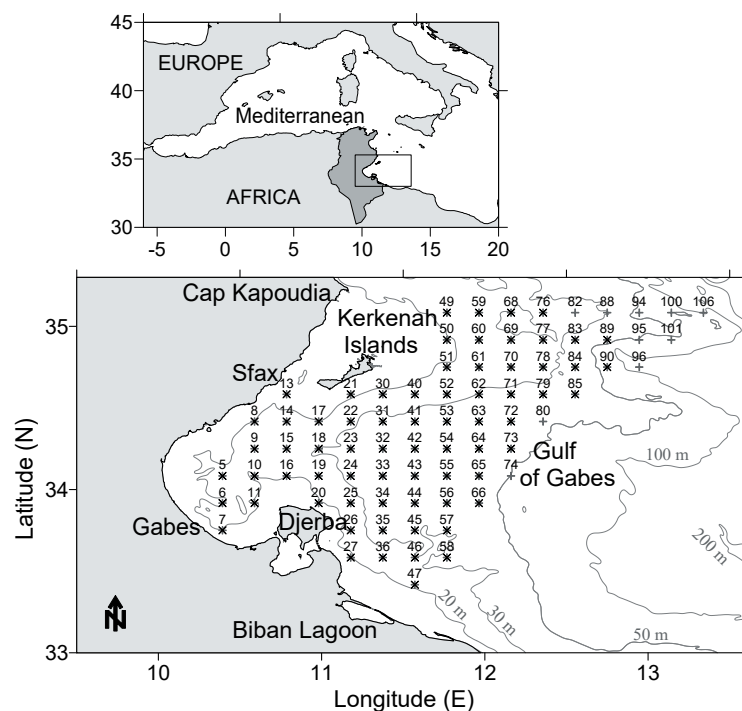 45
EUROPE
40
Mediterranean
35
AFRICA
30
-5 0 5 10 15 20
Cap Kapoudia
49 59 68 76 82 88 94 100 106
35
Kerkenah
Islands
50 60 69 77 83 89 95 101
51 61 70 78 84 90 96
Sfax
13 21 30 40 52 62 71 79 85
8 14 17 22 31 41 53 63 72 80
9 15 18 23 32 42 54 64 73
Gulf
of Gabes
100 m
5 10 16 19 24 33 43 55 65 74
34
6 11 20 25 34 44 56 66
Gabes
7
Djerba
26 35 45 57
200 m
27 36 46 58
47
20 m
30 m
N
Biban Lagoon
50 m
33
10 11 12 13
Latitude (N)
Longitude (E)